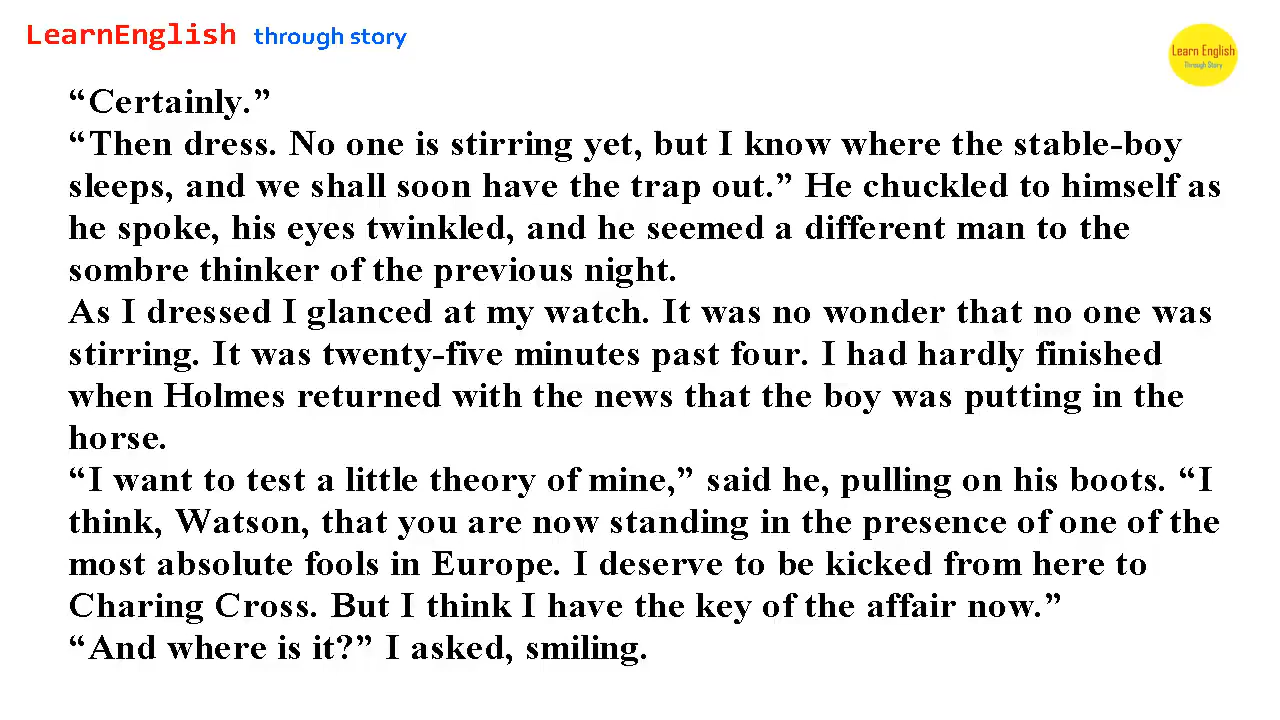 LearnEnglish through story
Learn English
Through Story
“Certainly.”
“Then dress. No one is stirring yet, but I know where the stable-boy
sleeps, and we shall soon have the trap out.” He chuckled to himself as
he spoke, his eyes twinkled, and he seemed a different man to the
sombre thinker of the previous night.
As I dressed I glanced at my watch. It was no wonder that no one was
stirring. It was twenty-five minutes past four. I had hardly finished
when Holmes returned with the news that the boy was putting in the
horse.
“I want to test a little theory of mine,” said he, pulling on his boots. “I
think, Watson, that you are now standing in the presence of one of the
most absolute fools in Europe. I deserve to be kicked from here to
Charing Cross. But I think I have the key of the affair now.”
“And where is it?” I asked, smiling.